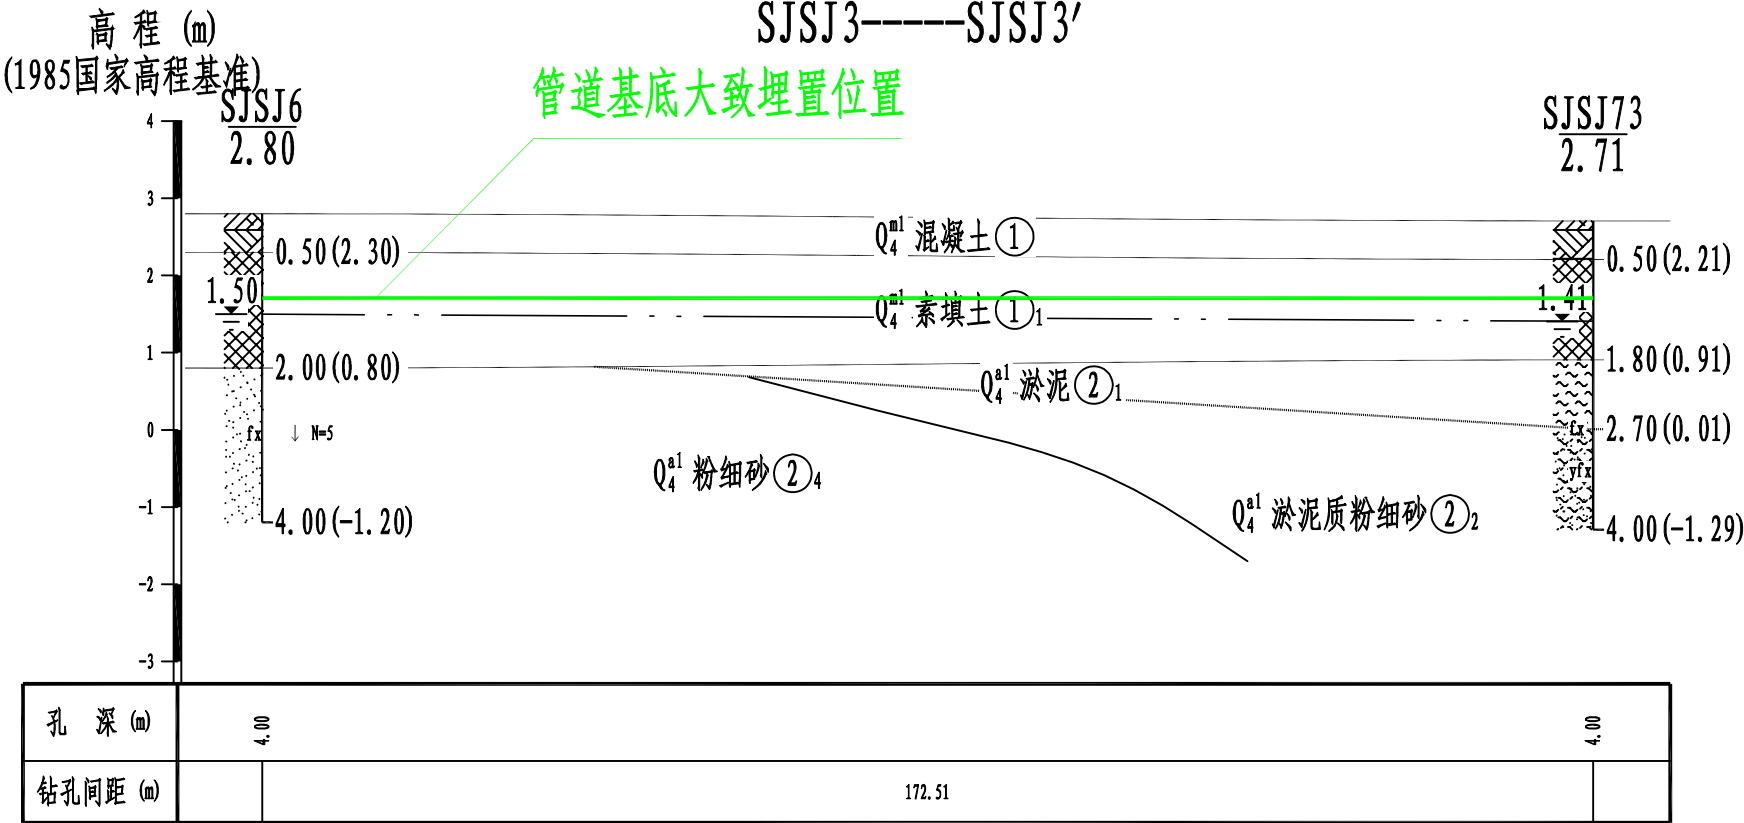 SJSJ3-----SJSJ3′
高 程 (m)
(1985国家高程基准)
管道基底大致埋置位置
SJSJ6
2.80
SJSJ73
2.71
4
3
2
1
0
-1
-2
-3
0.50(2.30)
1.50
2.00(0.80)
fx ↓ N=5
4.00(-1.20)
Q₄ᵐˡ 混凝土①
Q₄ᵐˡ 素填土①₁
Q₄ᵃˡ 淤泥②₁
Q₄ᵃˡ 粉细砂②₄
Q₄ᵃˡ 淤泥质粉细砂②₂
0.50(2.21)
1.41
1.80(0.91)
fx
2.70(0.01)
yfx
4.00(-1.29)
孔 深 (m) 4.00 4.00
钻孔间距 (m) 172.51